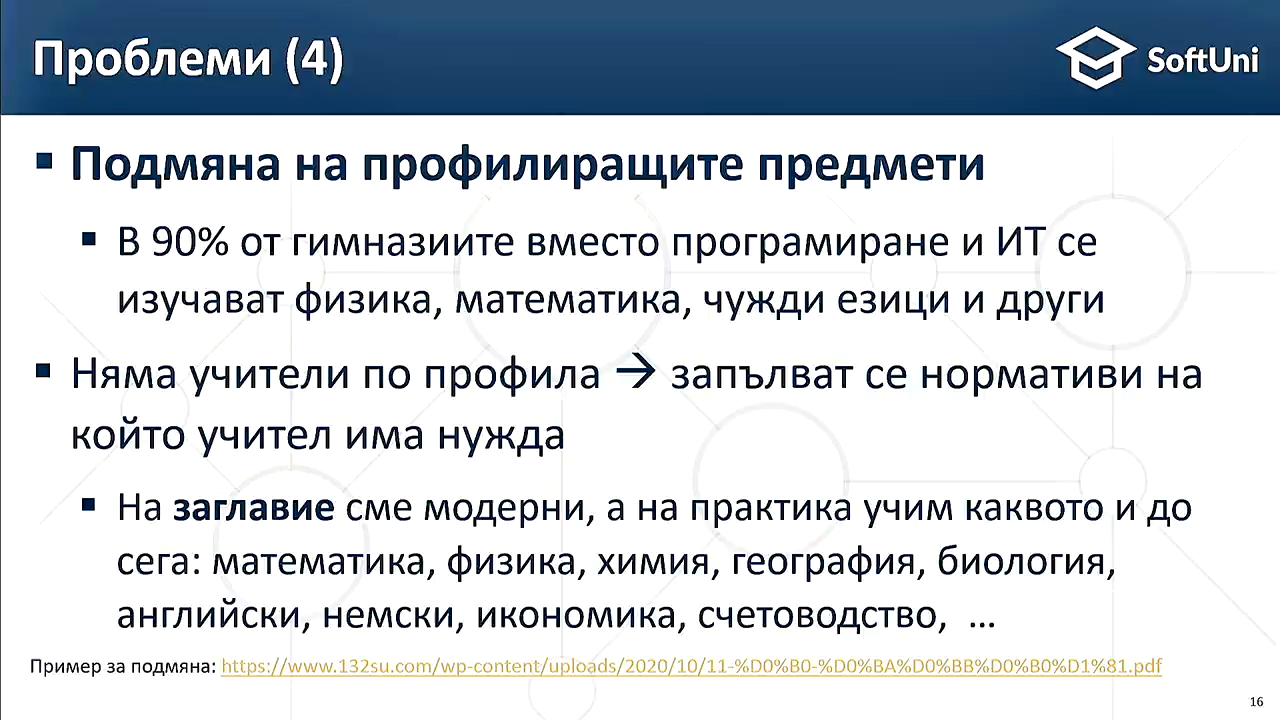 Проблеми (4)
SoftUni
▪ Подмяна на профилиращите предмети
▪ В 90% от гимназиите вместо програмиране и ИТ се
изучават физика, математика, чужди езици и други
▪ Няма учители по профила → запълват се нормативи на
който учител има нужда
▪ На заглавие сме модерни, а на практика учим каквото и до
сега: математика, физика, химия, география, биология,
английски, немски, икономика, счетоводство, ...
Пример за подмяна: https://www.132su.com/wp-content/uploads/2020/10/11-%D0%B0-%D0%BA%D0%BB%D0%B0%D1%81.pdf
16